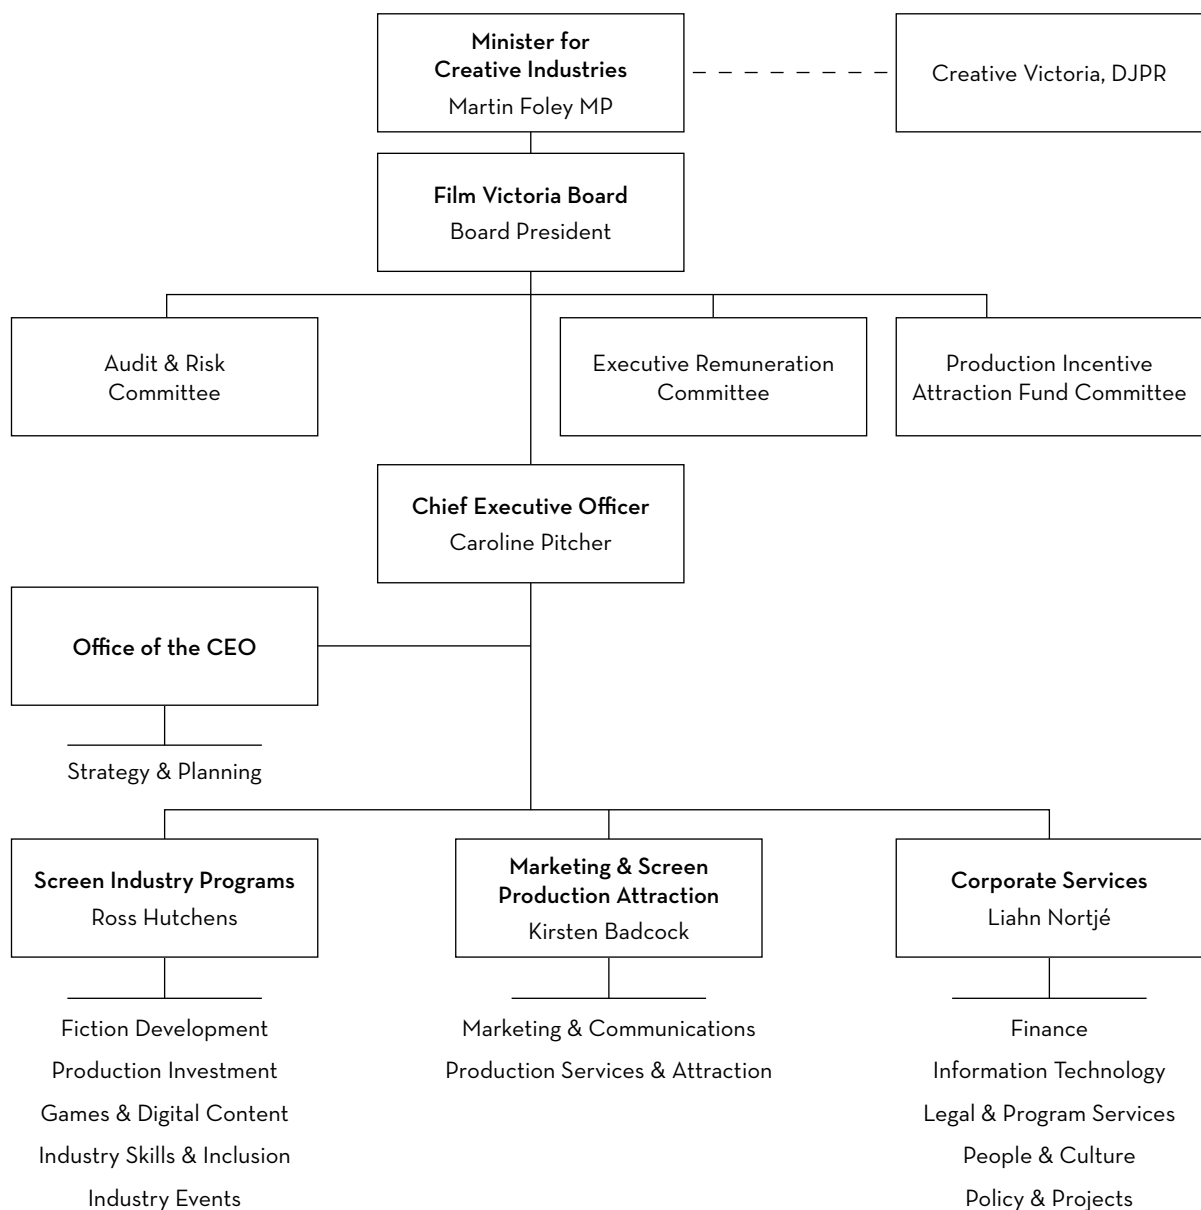 Minister for
Creative Industries
Martin Foley MP
Creative Victoria, DJPR
Film Victoria Board
Board President
Audit & Risk
Committee
Executive Remuneration
Committee
Production Incentive
Attraction Fund Committee
Chief Executive Officer
Caroline Pitcher
Office of the CEO
Strategy & Planning
Screen Industry Programs
Ross Hutchens
Marketing & Screen
Production Attraction
Kirsten Badcock
Corporate Services
Liahn Nortjé
Fiction Development
Production Investment
Games & Digital Content
Industry Skills & Inclusion
Industry Events
Marketing & Communications
Production Services & Attraction
Finance
Information Technology
Legal & Program Services
People & Culture
Policy & Projects